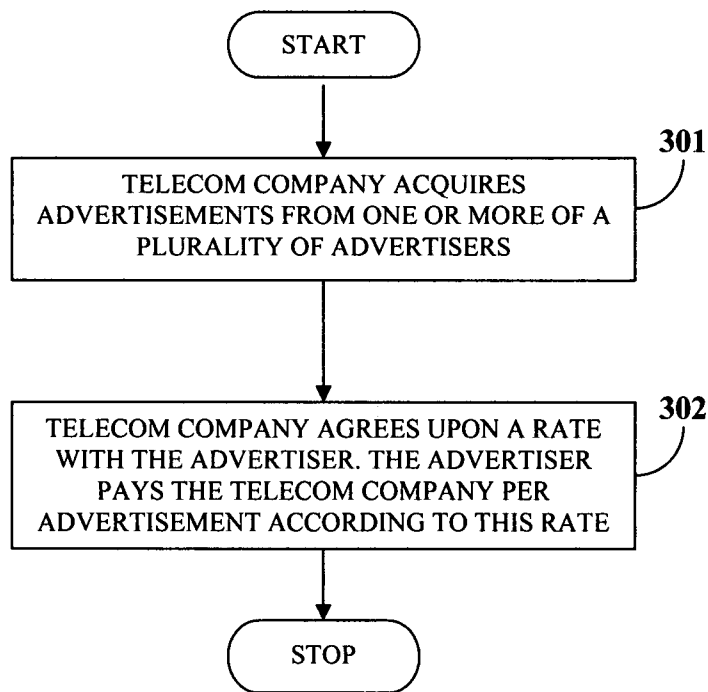 START
301
TELECOM COMPANY ACQUIRES
ADVERTISEMENTS FROM ONE OR MORE OF A
PLURALITY OF ADVERTISERS
302
TELECOM COMPANY AGREES UPON A RATE
WITH THE ADVERTISER. THE ADVERTISER
PAYS THE TELECOM COMPANY PER
ADVERTISEMENT ACCORDING TO THIS RATE
STOP